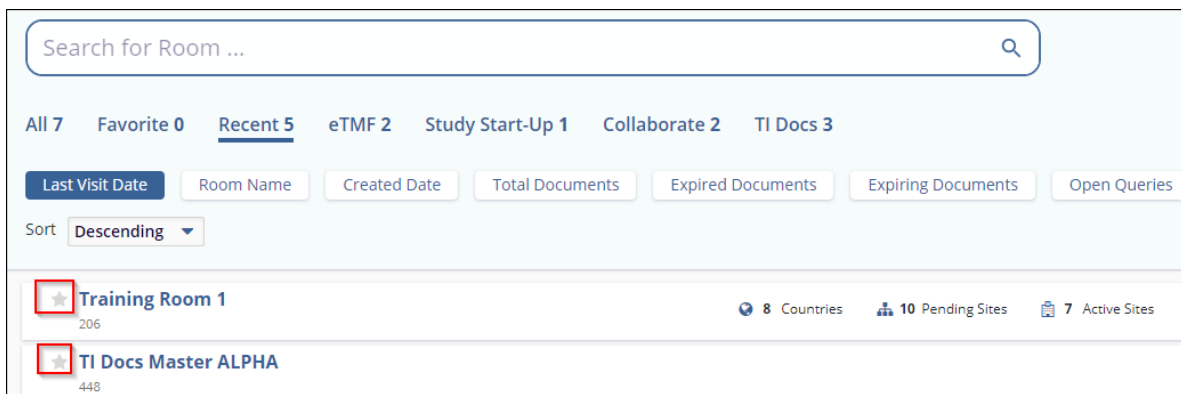 Search for Room ...
All 7 Favorite 0 Recent 5 eTMF 2 Study Start-Up 1 Collaborate 2 TI Docs 3
Last Visit Date Room Name Created Date Total Documents Expired Documents Expiring Documents Open Queries
Sort Descending
Training Room 1 8 Countries 10 Pending Sites 7 Active Sites
206
TI Docs Master ALPHA
448